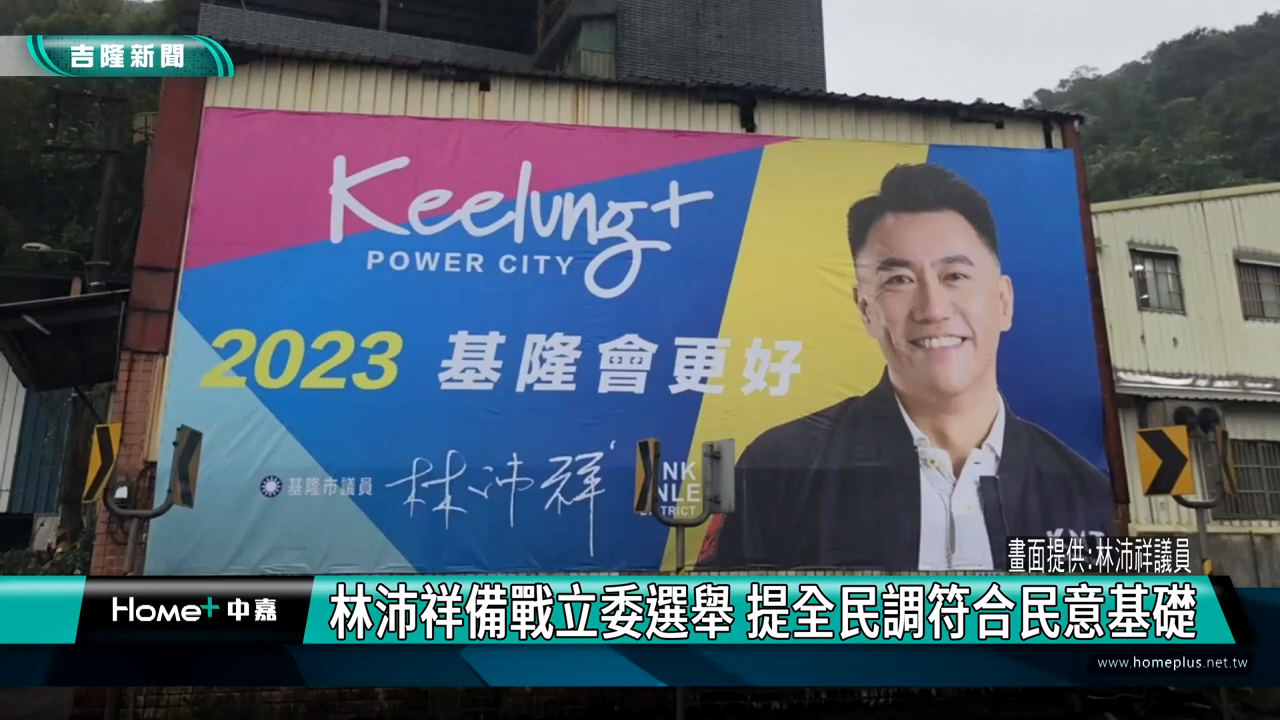 吉隆新聞
Keelung+
POWER CITY
2023 基隆會更好
基隆市議員 林沛祥
畫面提供:林沛祥議員
Home+ 中嘉
林沛祥備戰立委選舉 提全民調符合民意基礎
www.homeplus.net.tw